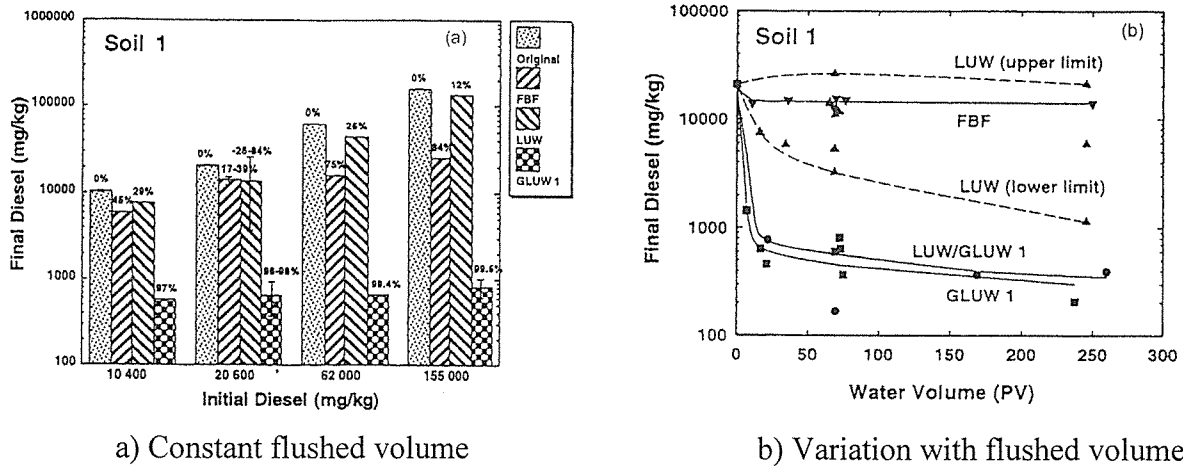 Soil 1
(a)
1000000
100000
10000
1000
100
Final Diesel (mg/kg)
0%
45%
29%
97%
0%
17-39%
-25-84%
96-98%
0%
75%
26%
99.4%
0%
84%
12%
99.5%
10 400
20 600
62 000
155 000
Initial Diesel (mg/kg)
Original
FBF
LUW
GLUW 1
a) Constant flushed volume
Soil 1
(b)
100000
10000
1000
100
Final Diesel (mg/kg)
LUW (upper limit)
FBF
LUW (lower limit)
LUW/GLUW 1
GLUW 1
0
50
100
150
200
250
300
Water Volume (PV)
b) Variation with flushed volume